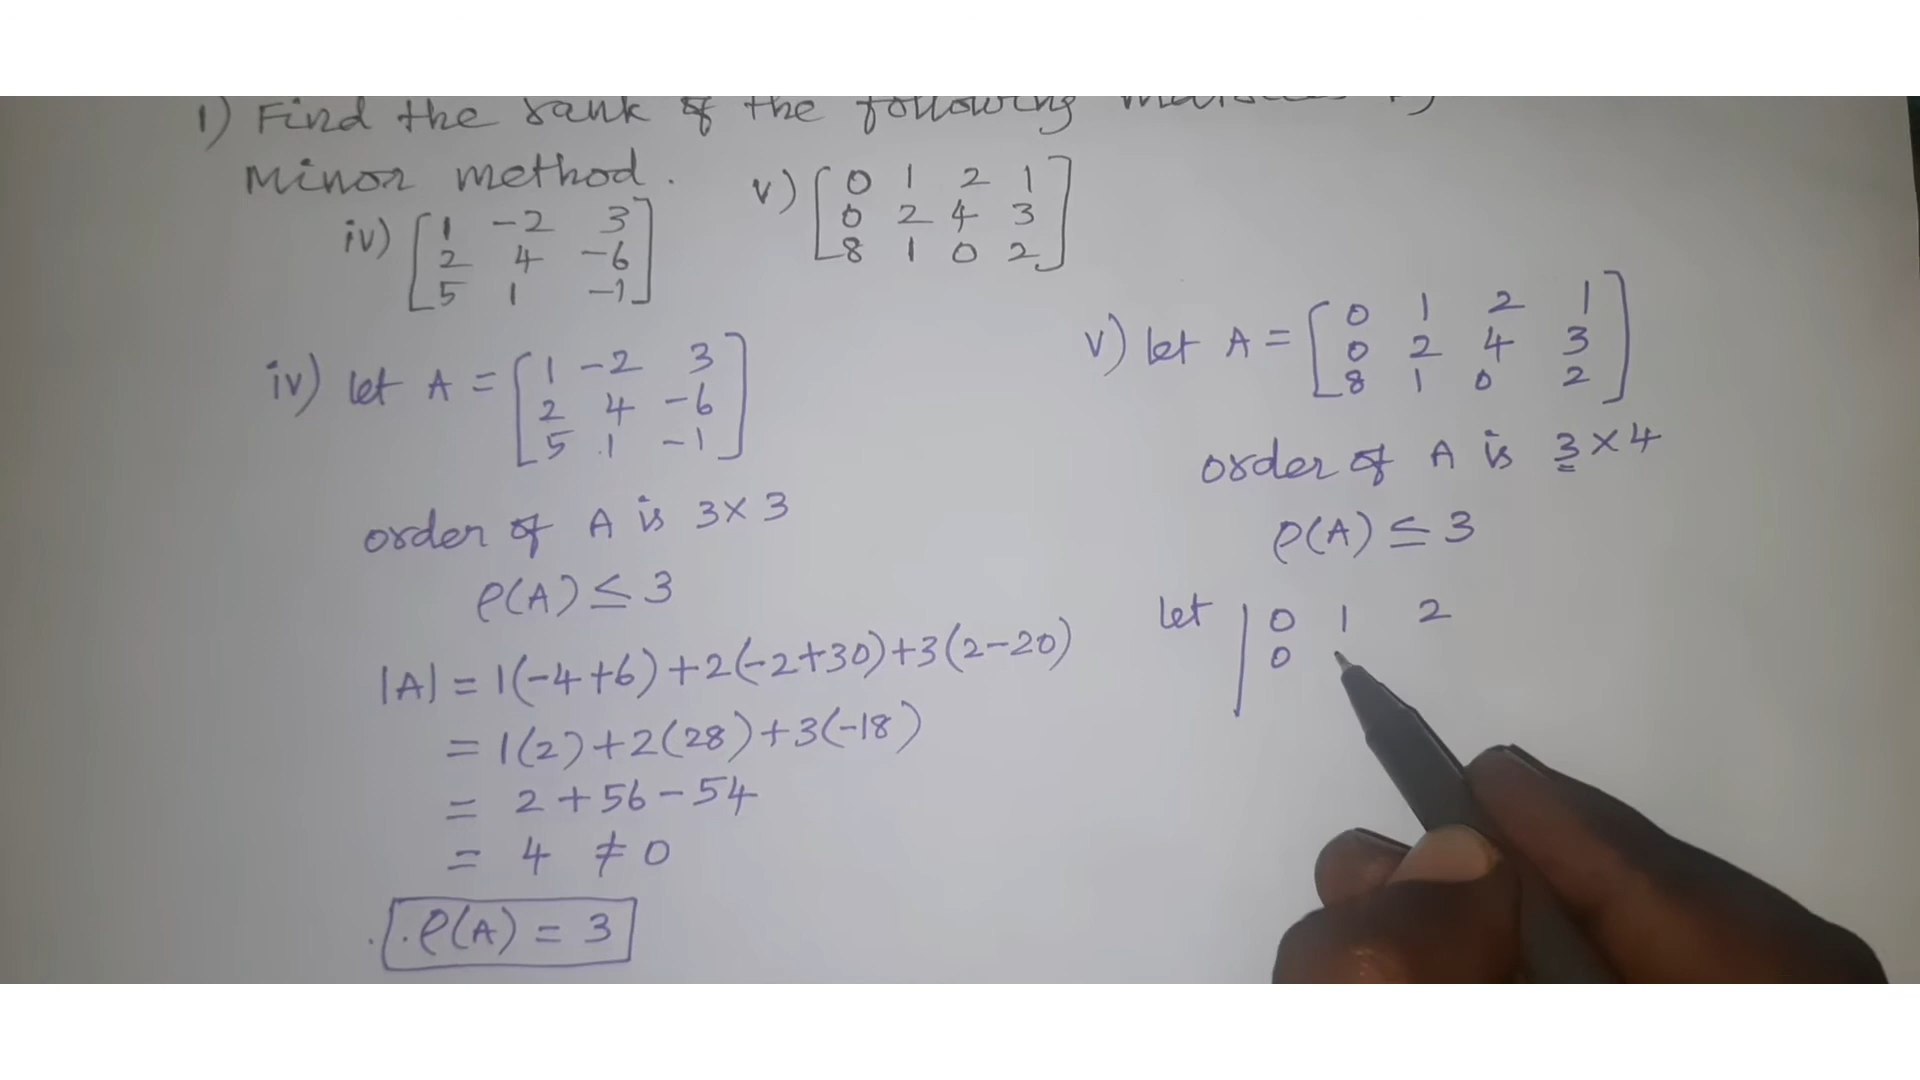 1) Find the rank of the following
Minor method.
iv) [1 -2 3
2 4 -6
5 1 -1]
v) [0 1 2 1
0 2 4 3
8 1 0 2]
iv) let A = [1 -2 3
2 4 -6
5 1 -1]
order of A is 3×3
ρ(A) ≤ 3
|A| = 1(-4+6)+2(-2+30)+3(2-20)
= 1(2)+2(28)+3(-18)
= 2+56-54
= 4 ≠ 0
∴ ρ(A) = 3
v) let A = [0 1 2 1
0 2 4 3
8 1 0 2]
order of A is 3×4
ρ(A) ≤ 3
let | 0 1 2
0